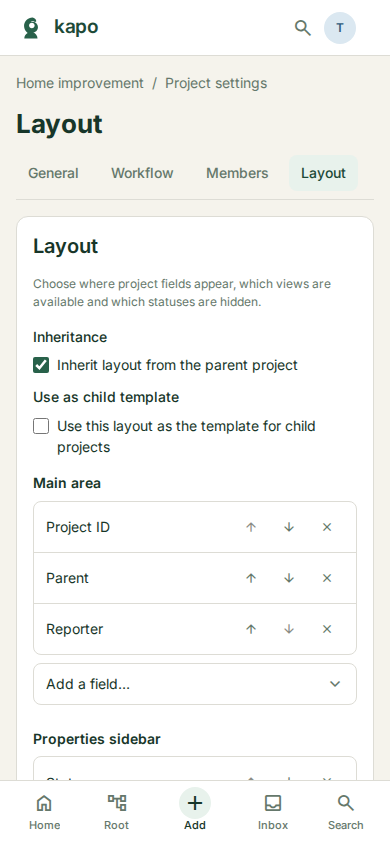 kapo
T
Home improvement / Project settings
Layout
General Workflow Members Layout
Layout
Choose where project fields appear, which views are
available and which statuses are hidden.
Inheritance
Inherit layout from the parent project
Use as child template
Use this layout as the template for child
projects
Main area
Project ID
Parent
Reporter
Add a field...
Properties sidebar
Home Root Add Inbox Search